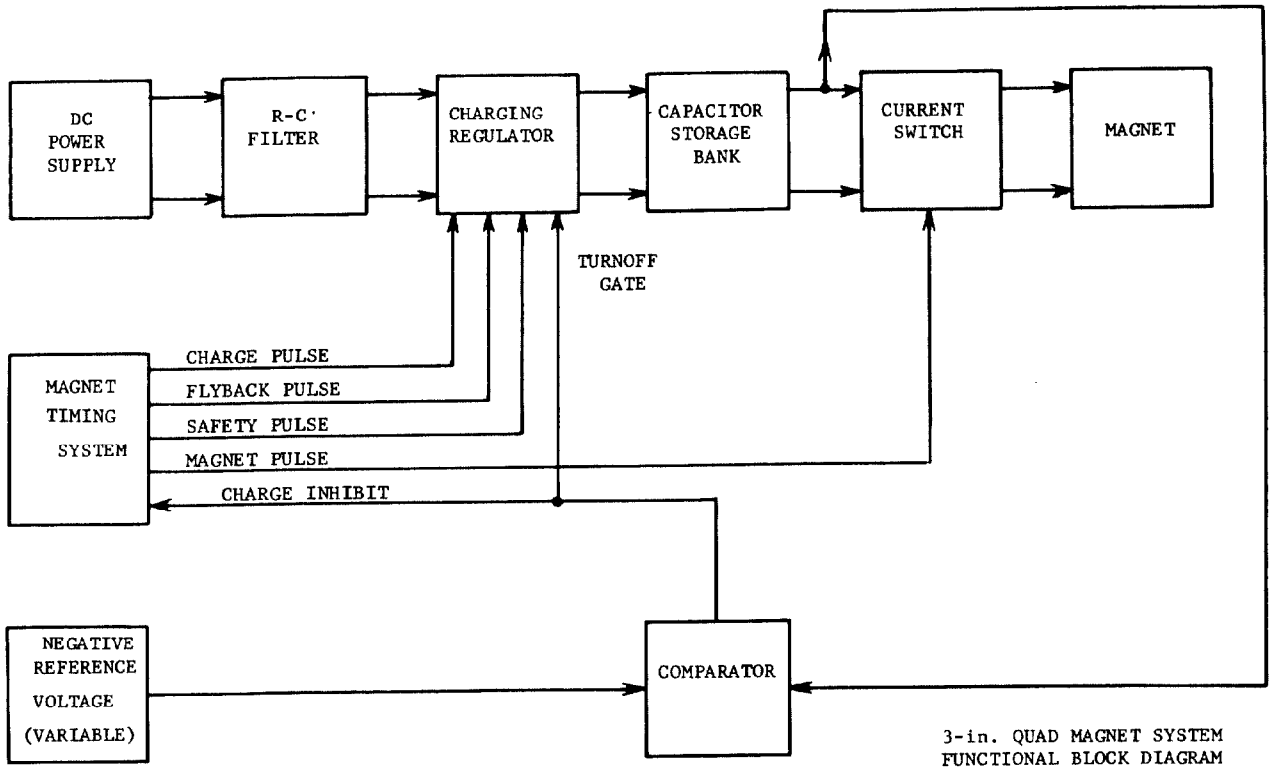 DC
POWER
SUPPLY
R-C
FILTER
CHARGING
REGULATOR
CAPACITOR
STORAGE
BANK
CURRENT
SWITCH
MAGNET
TURNOFF
GATE
MAGNET
TIMING
SYSTEM
CHARGE PULSE
FLYBACK PULSE
SAFETY PULSE
MAGNET PULSE
CHARGE INHIBIT
NEGATIVE
REFERENCE
VOLTAGE
(VARIABLE)
COMPARATOR
3-in. QUAD MAGNET SYSTEM
FUNCTIONAL BLOCK DIAGRAM